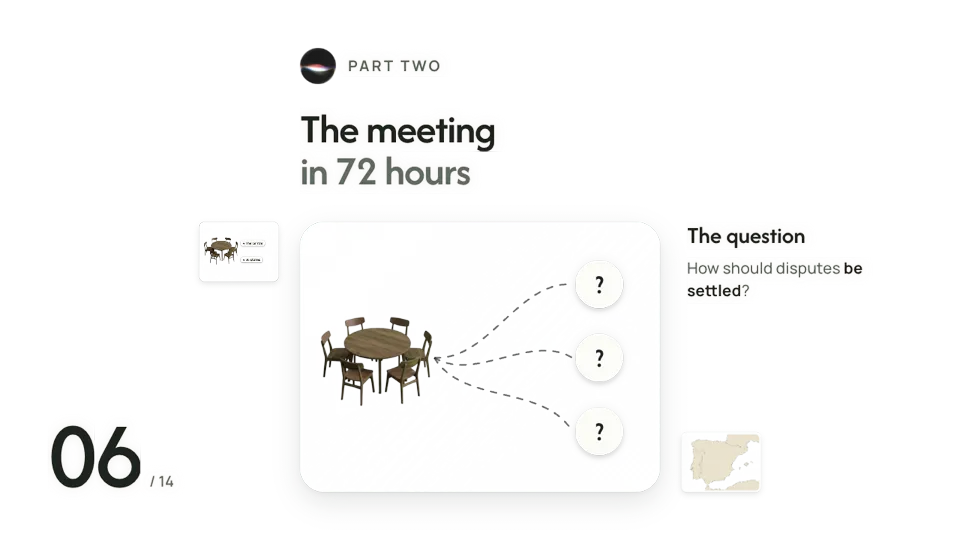 PART TWO
The meeting
in 72 hours
The question
How should disputes be
settled?
?
?
?
06 / 14